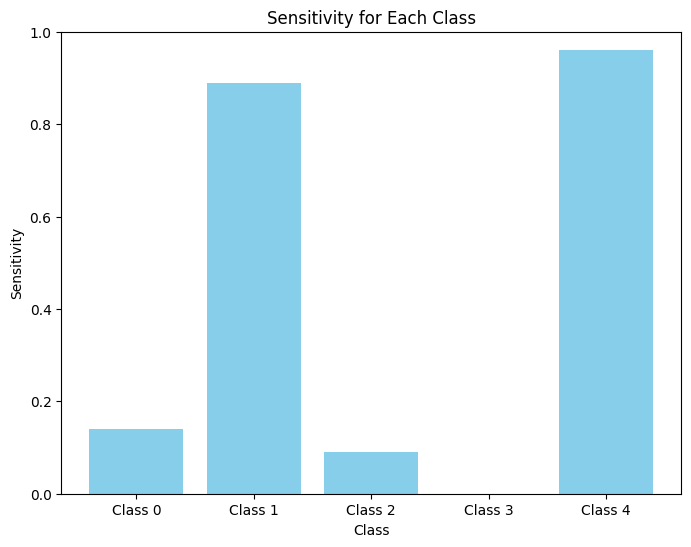 Sensitivity for Each Class
1.0
0.8
0.6
0.4
0.2
0.0
Sensitivity
Class 0
Class 1
Class 2
Class 3
Class 4
Class